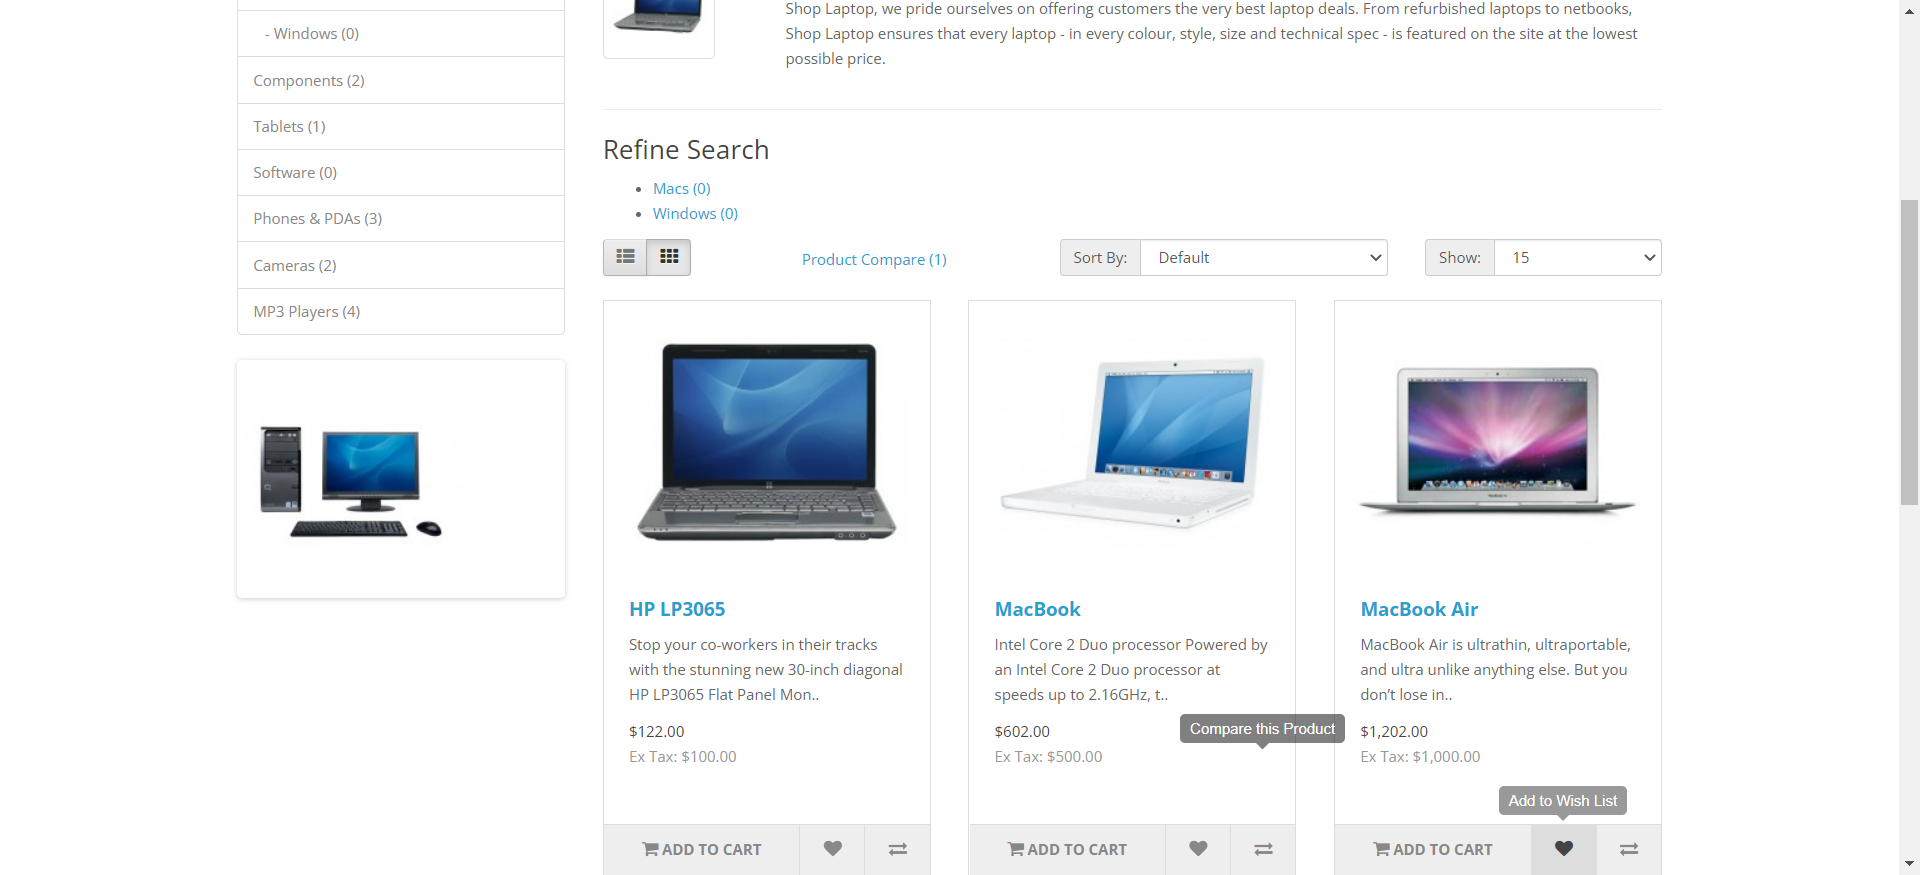 - Windows (0)
Components (2)
Tablets (1)
Software (0)
Phones & PDAs (3)
Cameras (2)
MP3 Players (4)
Shop Laptop, we pride ourselves on offering customers the very best laptop deals. From refurbished laptops to netbooks,
Shop Laptop ensures that every laptop - in every colour, style, size and technical spec - is featured on the site at the lowest
possible price.
Refine Search
Macs (0)
Windows (0)
Product Compare (1)
Sort By:
Default
Show:
15
HP LP3065
Stop your co-workers in their tracks
with the stunning new 30-inch diagonal
HP LP3065 Flat Panel Mon..
$122.00
Ex Tax: $100.00
ADD TO CART
MacBook
Intel Core 2 Duo processor Powered by
an Intel Core 2 Duo processor at
speeds up to 2.16GHz, t..
$602.00
Ex Tax: $500.00
Compare this Product
ADD TO CART
MacBook Air
MacBook Air is ultrathin, ultraportable,
and ultra unlike anything else. But you
don’t lose in..
$1,202.00
Ex Tax: $1,000.00
Add to Wish List
ADD TO CART